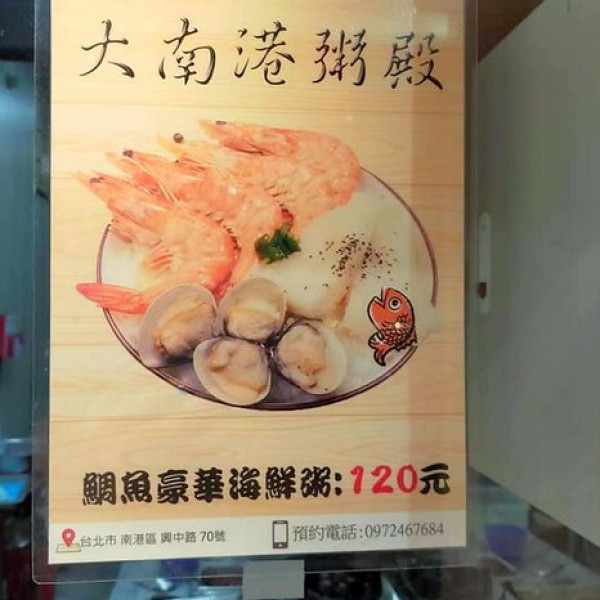 大南港粥殿
鯛魚豪華海鮮粥:120元
台北市 南港區 興中路 70號
預約電話:0972467684